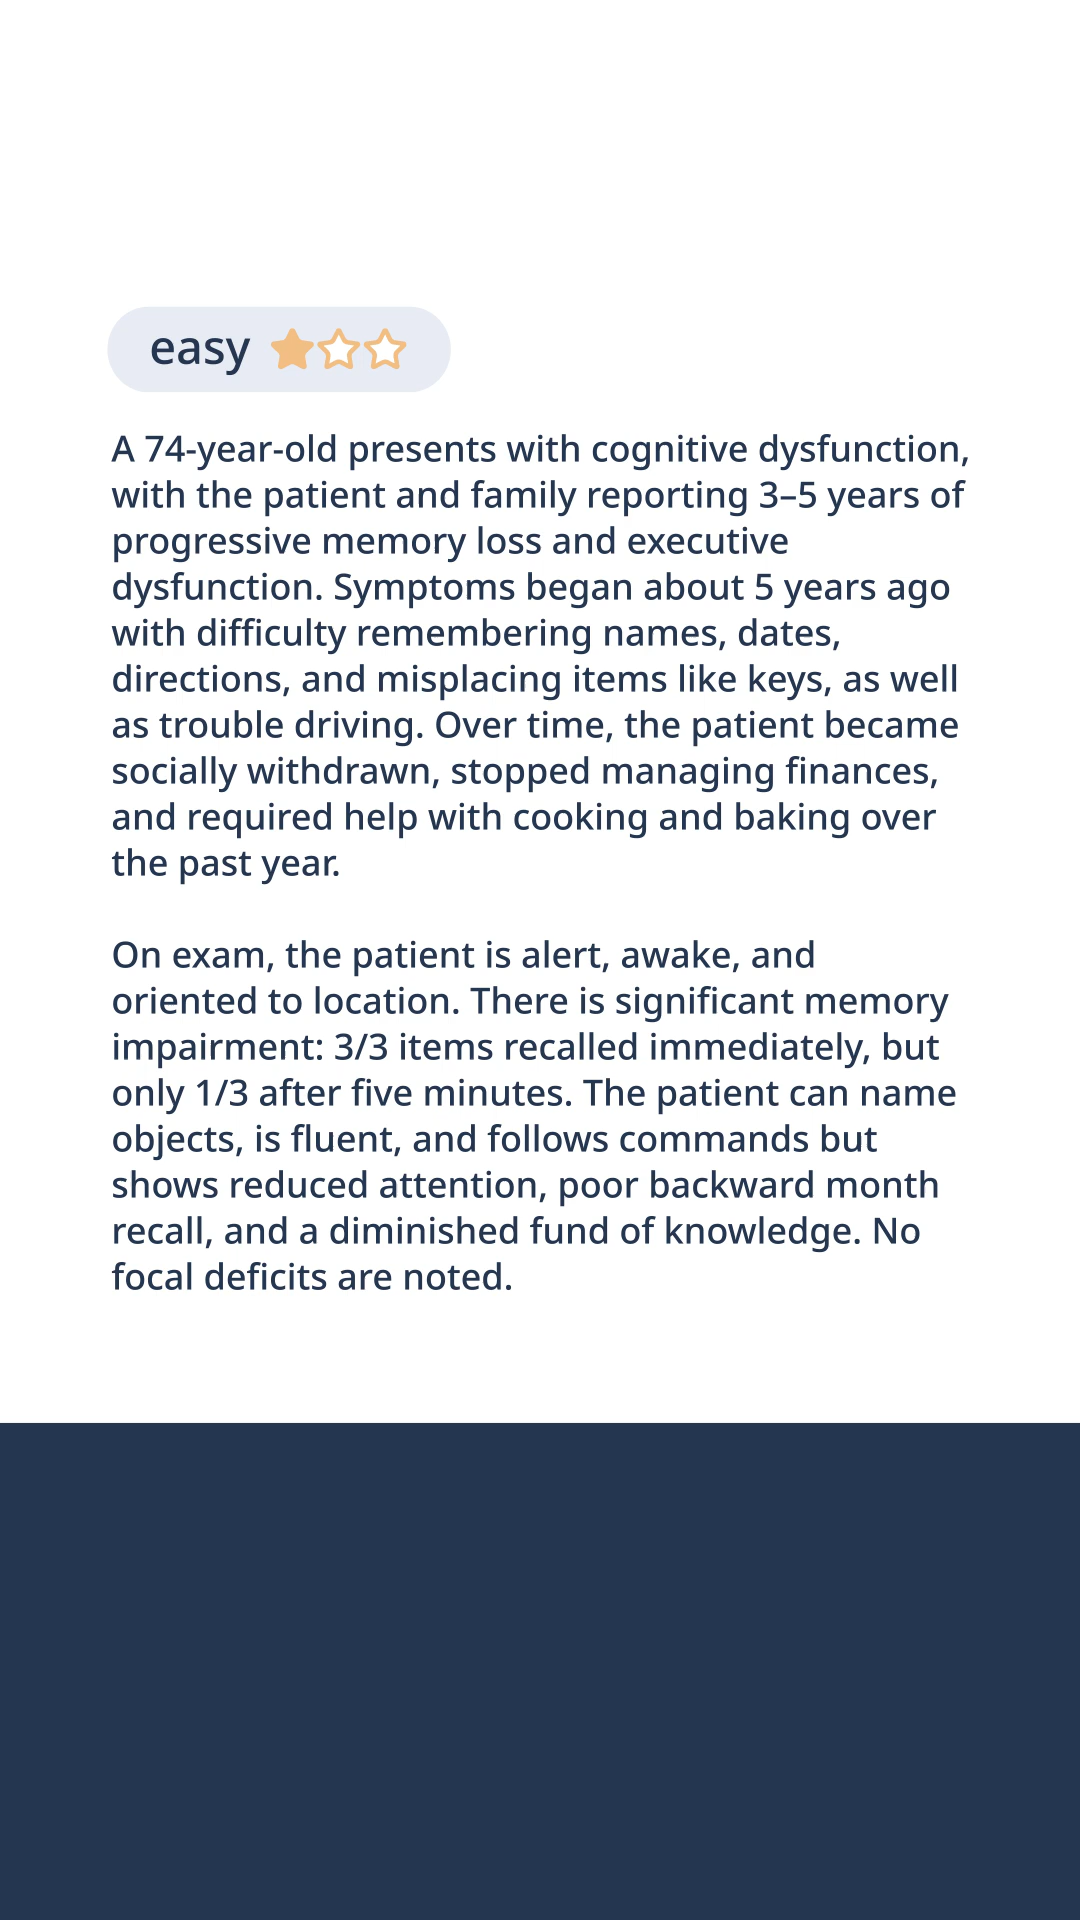 easy
A 74-year-old presents with cognitive dysfunction,
with the patient and family reporting 3–5 years of
progressive memory loss and executive
dysfunction. Symptoms began about 5 years ago
with difficulty remembering names, dates,
directions, and misplacing items like keys, as well
as trouble driving. Over time, the patient became
socially withdrawn, stopped managing finances,
and required help with cooking and baking over
the past year.
On exam, the patient is alert, awake, and
oriented to location. There is significant memory
impairment: 3/3 items recalled immediately, but
only 1/3 after five minutes. The patient can name
objects, is fluent, and follows commands but
shows reduced attention, poor backward month
recall, and a diminished fund of knowledge. No
focal deficits are noted.